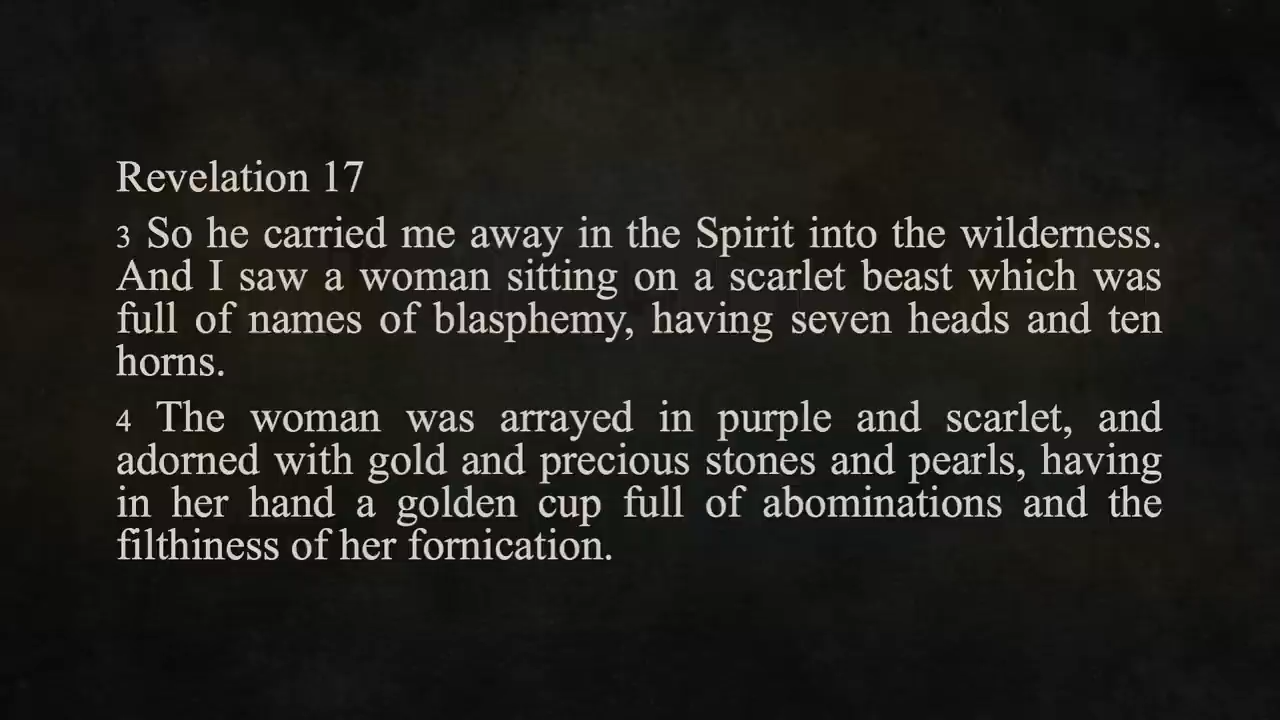 Revelation 17
3 So he carried me away in the Spirit into the wilderness.
And I saw a woman sitting on a scarlet beast which was
full of names of blasphemy, having seven heads and ten
horns.
4 The woman was arrayed in purple and scarlet, and
adorned with gold and precious stones and pearls, having
in her hand a golden cup full of abominations and the
filthiness of her fornication.